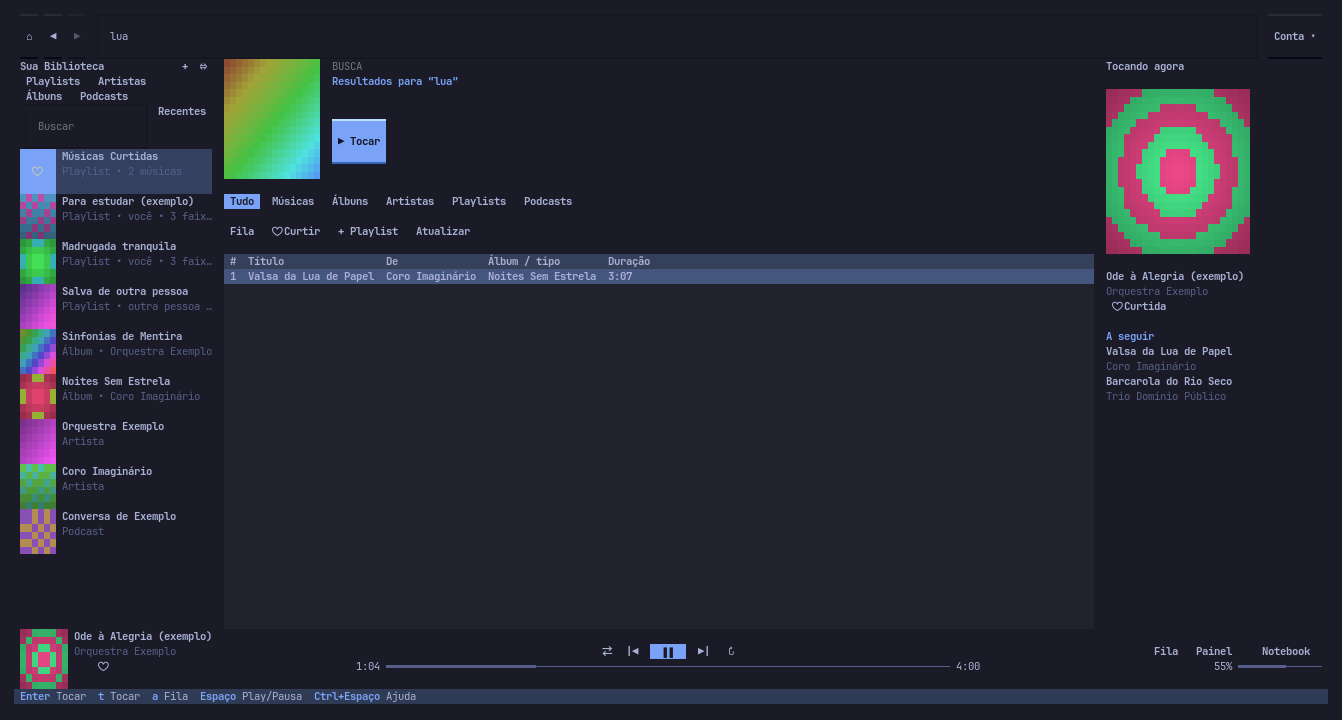 ⌂ ◀ ▶ lua Conta ▾
Sua Biblioteca + ⇔
Playlists Artistas
Álbuns Podcasts
Buscar Recentes
Músicas Curtidas
Playlist • 2 músicas
Para estudar (exemplo)
Playlist • você • 3 faix…
Madrugada tranquila
Playlist • você • 3 faix…
Salva de outra pessoa
Playlist • outra pessoa …
Sinfonias de Mentira
Álbum • Orquestra Exemplo
Noites Sem Estrela
Álbum • Coro Imaginário
Orquestra Exemplo
Artista
Coro Imaginário
Artista
Conversa de Exemplo
Podcast
BUSCA
Resultados para “lua”
▶ Tocar
Tudo Músicas Álbuns Artistas Playlists Podcasts
Fila ♡Curtir + Playlist Atualizar
# Título De Álbum / tipo Duração
1 Valsa da Lua de Papel Coro Imaginário Noites Sem Estrela 3:07
Tocando agora
Ode à Alegria (exemplo)
Orquestra Exemplo
♡Curtida
A seguir
Valsa da Lua de Papel
Coro Imaginário
Barcarola do Rio Seco
Trio Domínio Público
Ode à Alegria (exemplo)
Orquestra Exemplo
1:04 4:00
Fila Painel Notebook
55%
Enter Tocar t Tocar a Fila Espaço Play/Pausa Ctrl+Espaço Ajuda